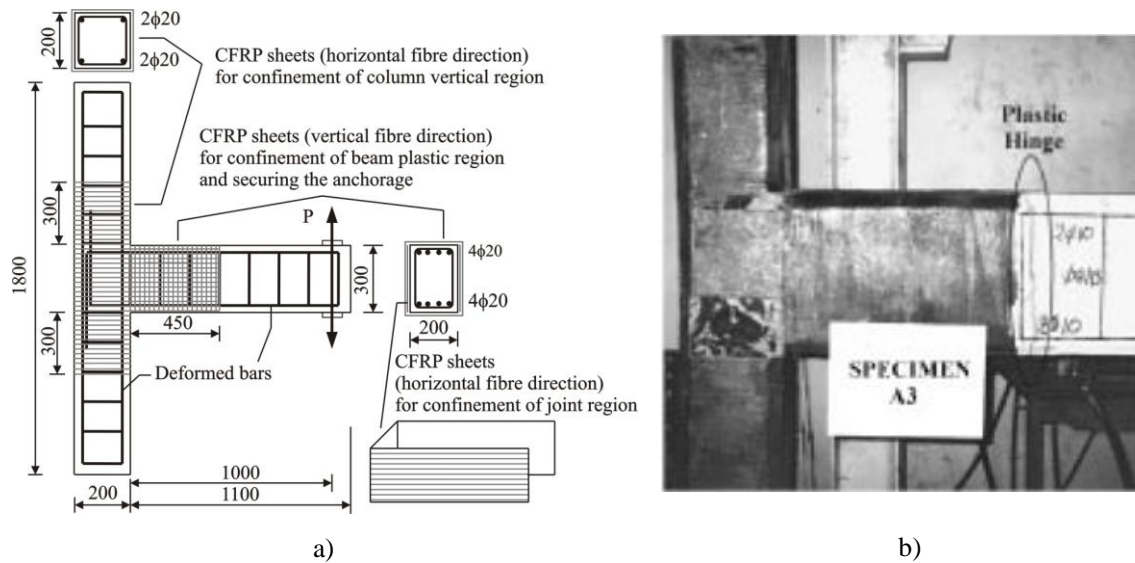 200
2ϕ20
2ϕ20
CFRP sheets (horizontal fibre direction)
for confinement of column vertical region
CFRP sheets (vertical fibre direction)
for confinement of beam plastic region
and securing the anchorage
300
1800
300
P
300
4ϕ20
4ϕ20
200
450
Deformed bars
CFRP sheets
(horizontal fibre direction)
for confinement of joint region
1000
200
1100
a)
Plastic
Hinge
SPECIMEN
A3
b)